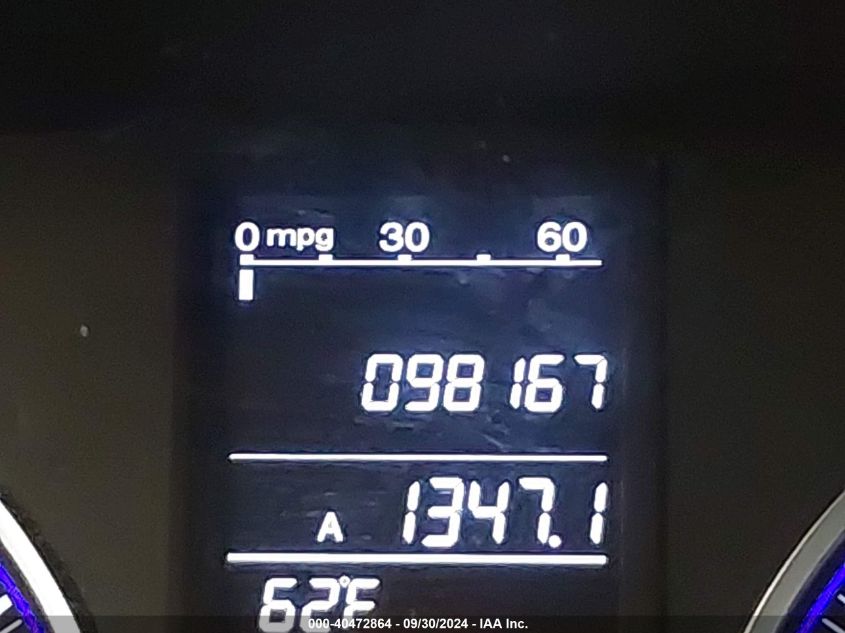 0 mpg 30 60
098167
A 1347.1
62°F
000-40472864 - 09/30/2024 - IAA Inc.